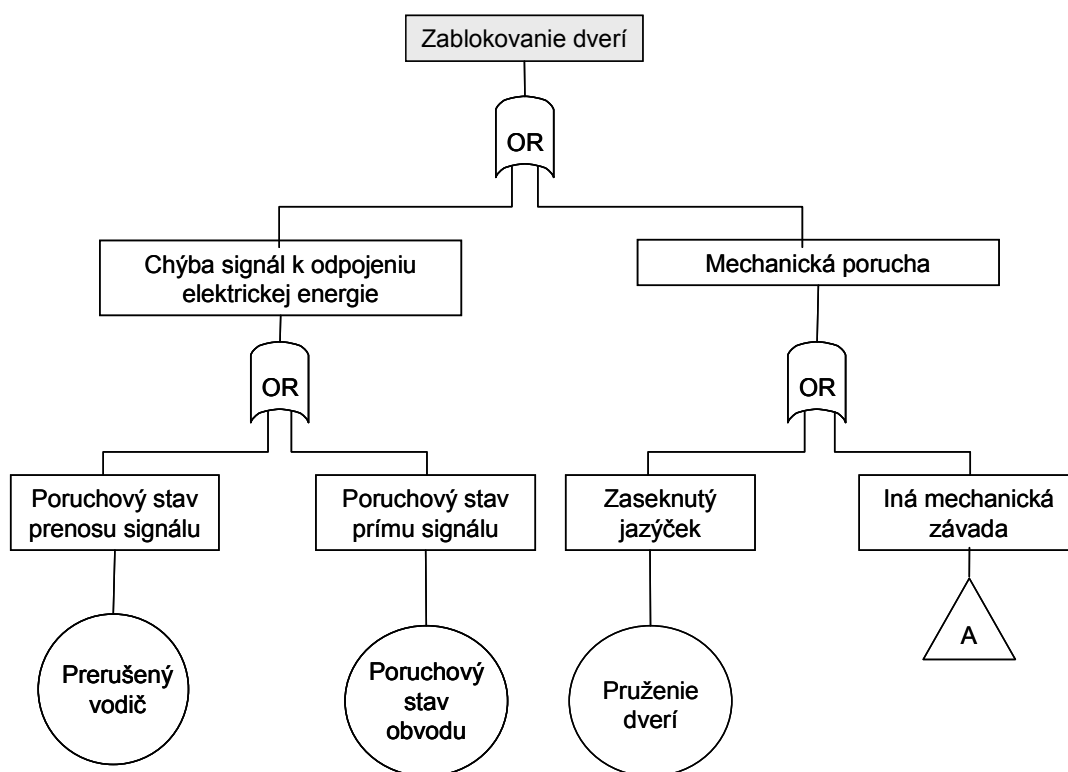 Zablokovanie dverí
OR
Chýba signál k odpojeniu
elektrickej energie
Mechanická porucha
OR
OR
Poruchový stav
prenosu signálu
Poruchový stav
prímu signálu
Zaseknutý
jazýček
Iná mechanická
závada
Prerušený
vodič
Poruchový
stav
obvodu
Pruženie
dverí
A